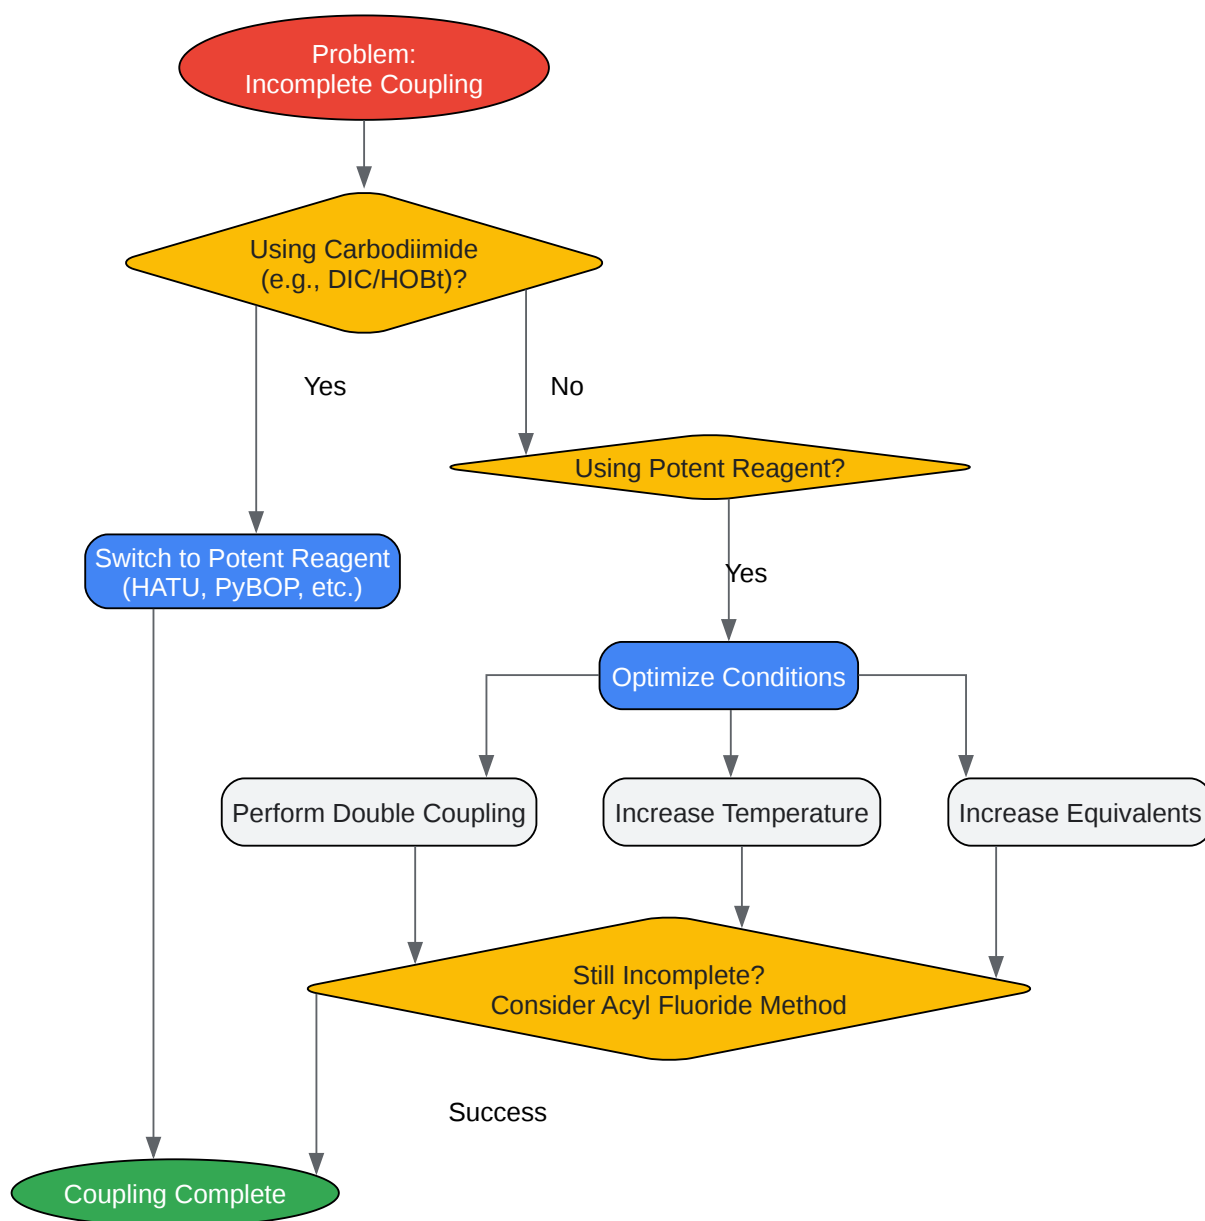 Problem:
Incomplete Coupling
Using Carbodiimide
(e.g., DIC/HOBt)?
Yes
No
Using Potent Reagent?
Switch to Potent Reagent
(HATU, PyBOP, etc.)
Yes
Optimize Conditions
Perform Double Coupling
Increase Temperature
Increase Equivalents
Still Incomplete?
Consider Acyl Fluoride Method
Success
Coupling Complete